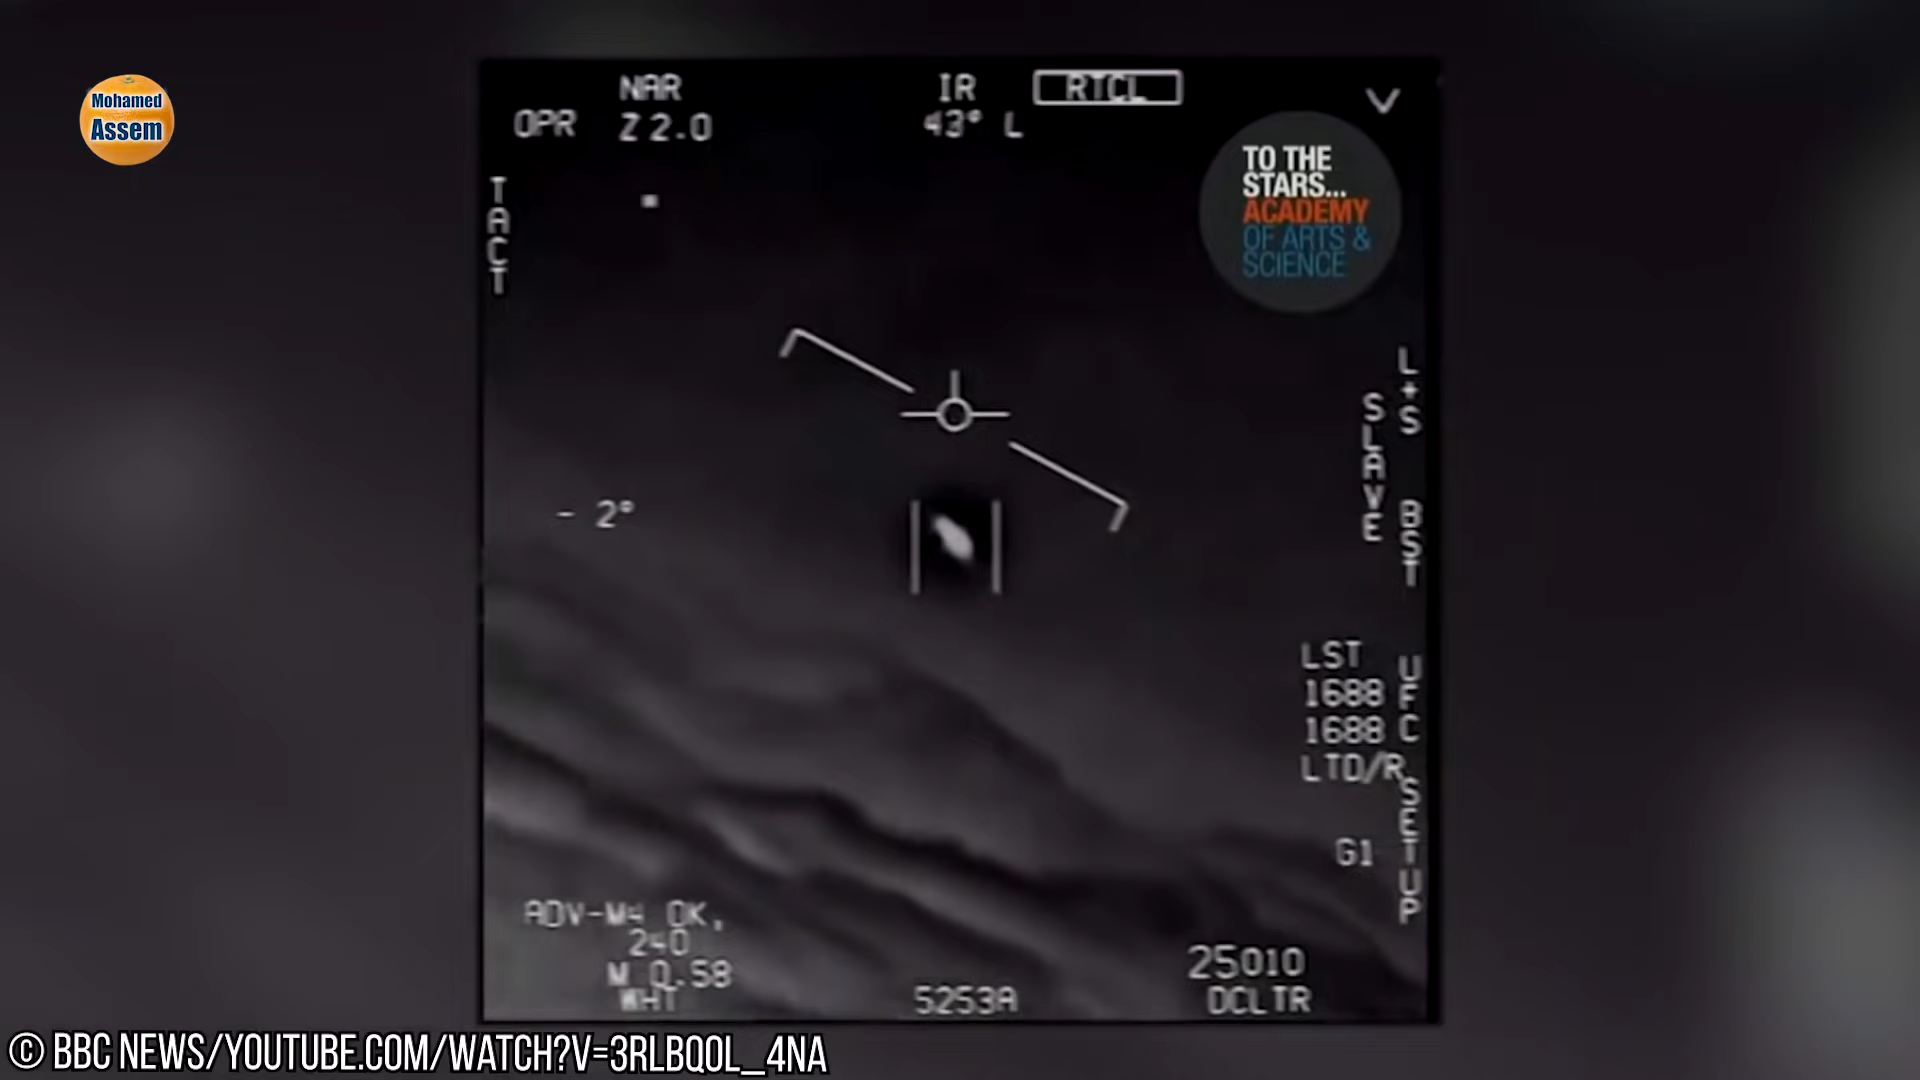 Mohamed
Assem
NAR
OPR Z 2.0
IR
43° L
RTCL
TO THE
STARS...
ACADEMY
OF ARTS &
SCIENCE
TACT
- 2°
L+S
SLAVE
BST
LST
1688
1688
LTD/R
UFC
SETUP
G1
ADV-M4 OK,
240
M 0.58
WHT
5253A
25010
DCLTR
© BBC NEWS/YOUTUBE.COM/WATCH?V=3RLBQ0L_4NA